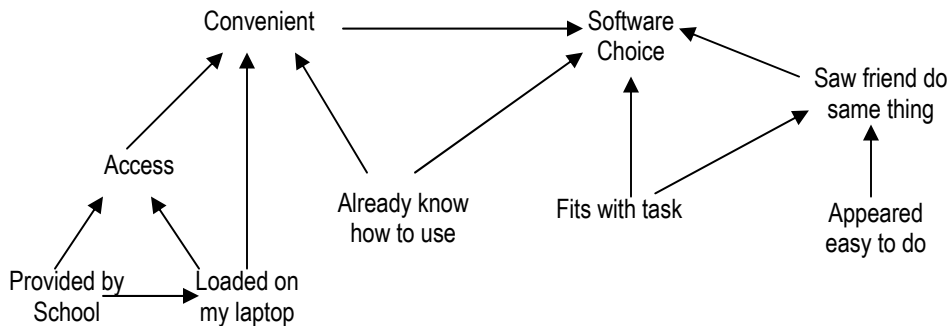 Convenient
Software
Choice
Saw friend do
same thing
Access
Already know
how to use
Fits with task
Appeared
easy to do
Provided by
School
Loaded on
my laptop